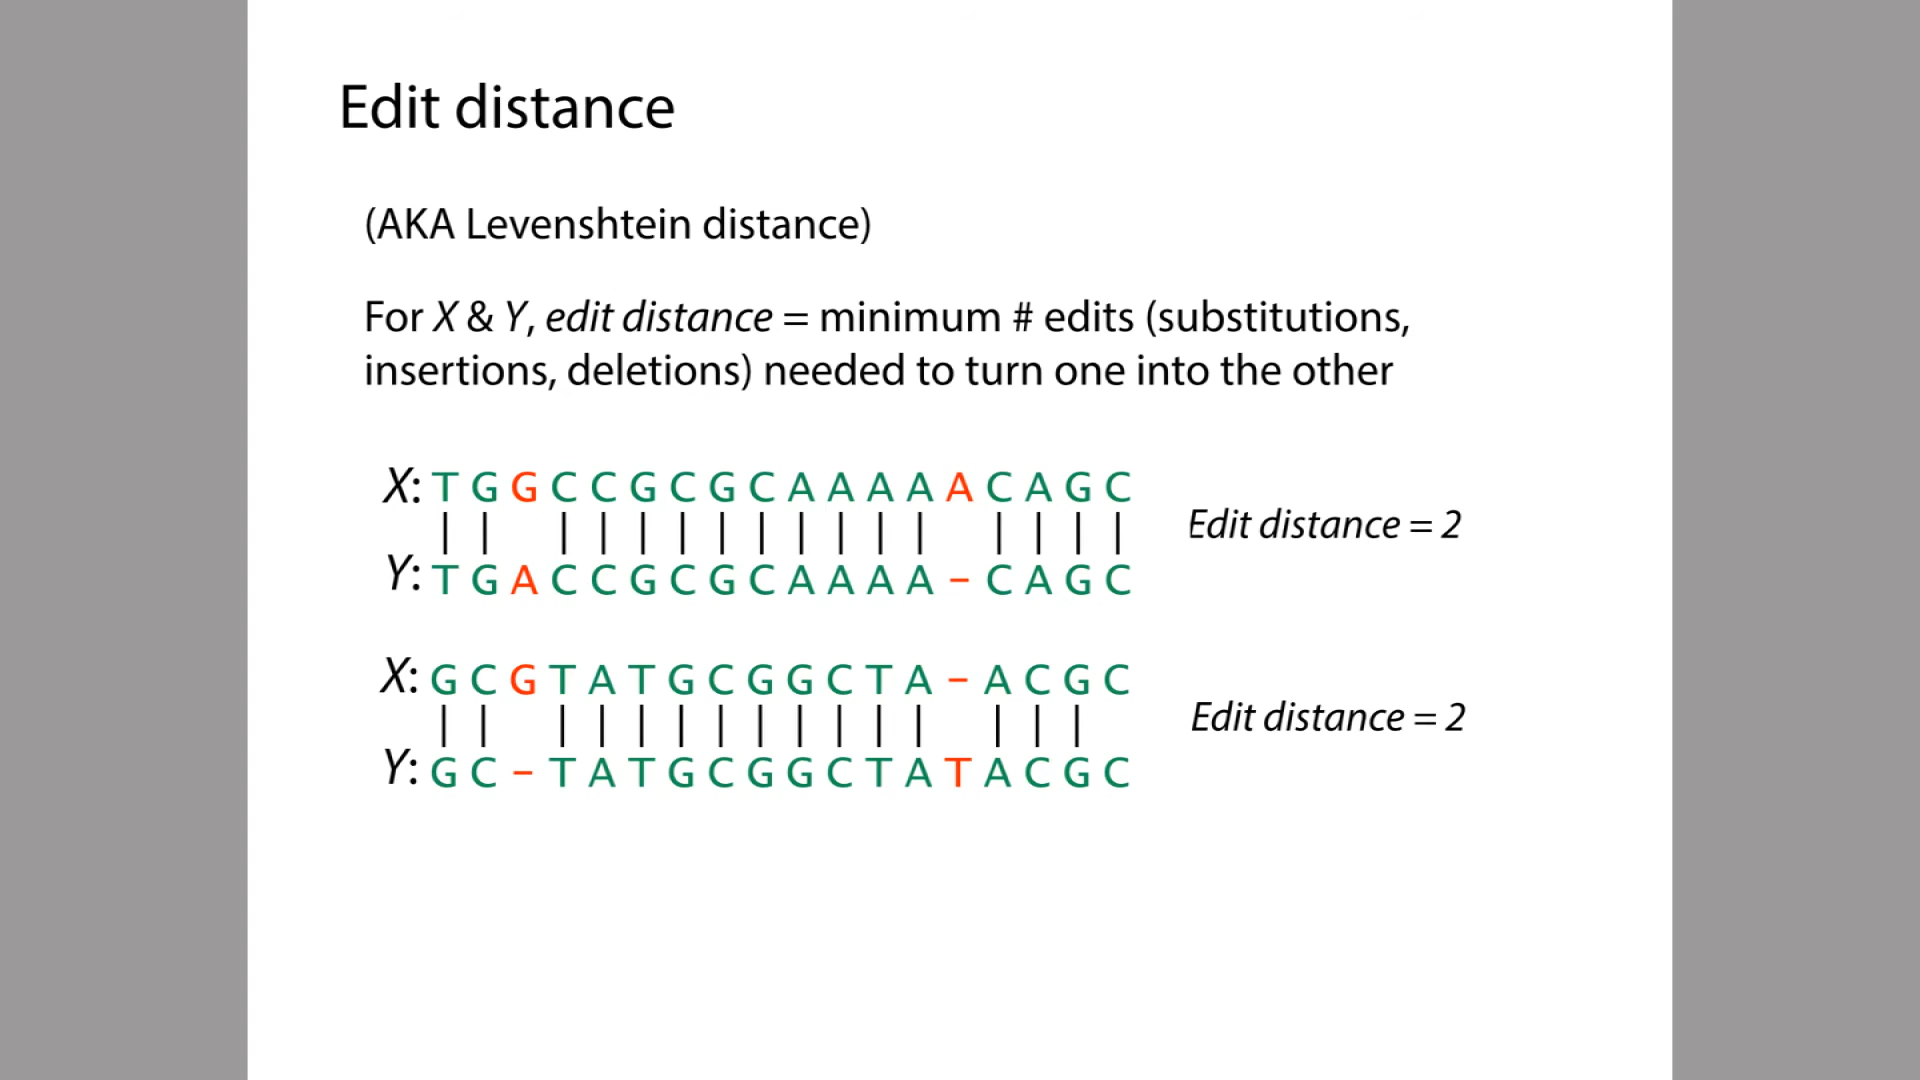 Edit distance
(AKA Levenshtein distance)
For X & Y, edit distance = minimum # edits (substitutions,
insertions, deletions) needed to turn one into the other
X: T G G C C G C G C A A A A A C A G C
| | | | | | | | | | | | | | | |
Edit distance = 2
Y: T G A C C G C G C A A A A – C A G C
X: G C G T A T G C G G C T A – A C G C
| | | | | | | | | | | | | | |
Edit distance = 2
Y: G C – T A T G C G G C T A T A C G C